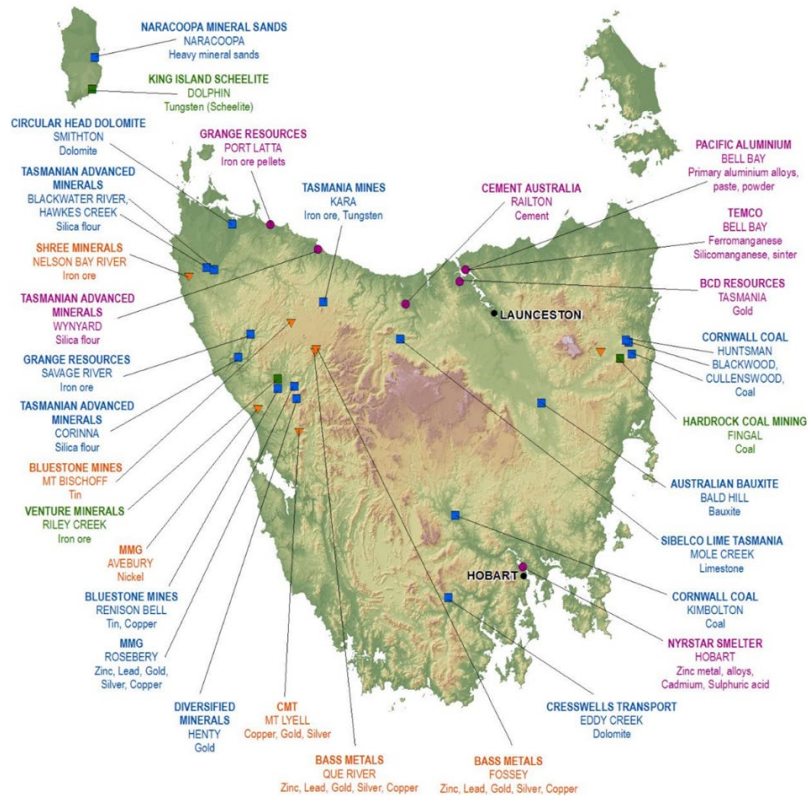 NARACOOPA MINERAL SANDS
NARACOOPA
Heavy mineral sands
KING ISLAND SCHEELITE
DOLPHIN
Tungsten (Scheelite)
CIRCULAR HEAD DOLOMITE
SMITHTON
Dolomite
GRANGE RESOURCES
PORT LATTA
Iron ore pellets
TASMANIAN ADVANCED
MINERALS
BLACKWATER RIVER,
HAWKES CREEK
Silica flour
TASMANIA MINES
KARA
Iron ore, Tungsten
CEMENT AUSTRALIA
RAILTON
Cement
PACIFIC ALUMINIUM
BELL BAY
Primary aluminium alloys,
paste, powder
TEMCO
BELL BAY
Ferromanganese
Silicomanganese, sinter
SHREE MINERALS
NELSON BAY RIVER
Iron ore
BCD RESOURCES
TASMANIA
Gold
TASMANIAN ADVANCED
MINERALS
WYNYARD
Silica flour
LAUNCESTON
CORNWALL COAL
HUNTSMAN
BLACKWOOD,
CULLENSWOOD,
Coal
GRANGE RESOURCES
SAVAGE RIVER
Iron ore
TASMANIAN ADVANCED
MINERALS
CORINNA
Silica flour
HARDROCK COAL MINING
FINGAL
Coal
BLUESTONE MINES
MT BISCHOFF
Tin
AUSTRALIAN BAUXITE
BALD HILL
Bauxite
VENTURE MINERALS
RILEY CREEK
Iron ore
SIBELCO LIME TASMANIA
MOLE CREEK
Limestone
MMG
AVEBURY
Nickel
HOBART
BLUESTONE MINES
RENISON BELL
Tin, Copper
CORNWALL COAL
KIMBOLTON
Coal
MMG
ROSEBERY
Zinc, Lead, Gold,
Silver, Copper
NYRSTAR SMELTER
HOBART
Zinc metal, alloys,
Cadmium, Sulphuric acid
DIVERSIFIED
MINERALS
HENTY
Gold
CMT
MT LYELL
Copper, Gold, Silver
CRESSWELLS TRANSPORT
EDDY CREEK
Dolomite
BASS METALS
QUE RIVER
Zinc, Lead, Gold, Silver, Copper
BASS METALS
FOSSEY
Zinc, Lead, Gold, Silver, Copper